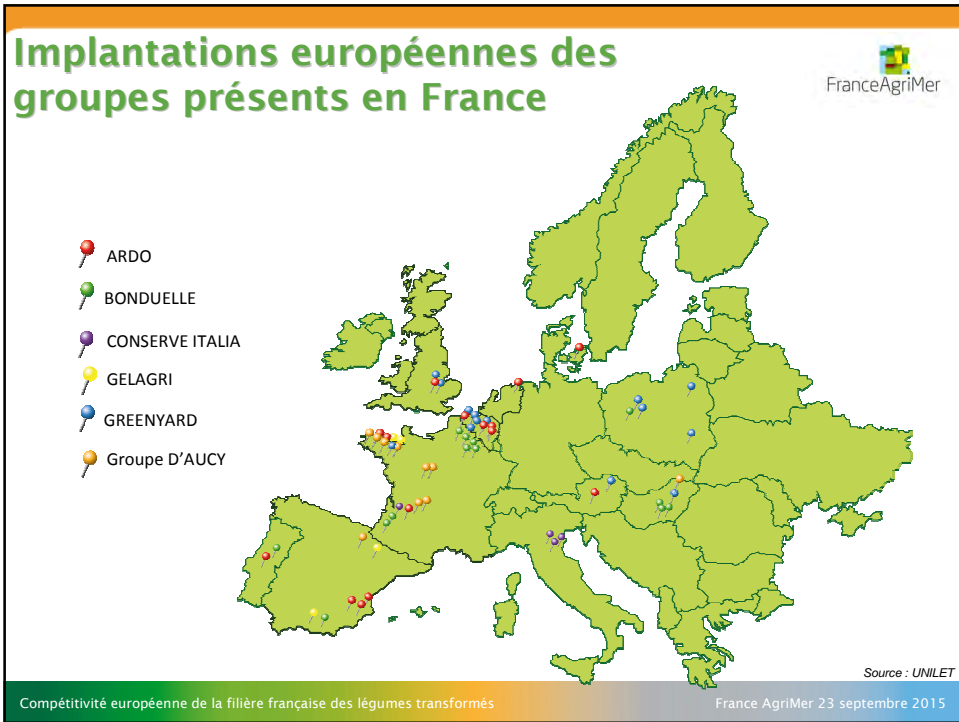 Implantations européennes des
groupes présents en France
FranceAgriMer
ARDO
BONDUELLE
CONSERVE ITALIA
GELAGRI
GREENYARD
Groupe D’AUCY
Source : UNILET
Compétitivité européenne de la filière française des légumes transformés
France AgriMer 23 septembre 2015